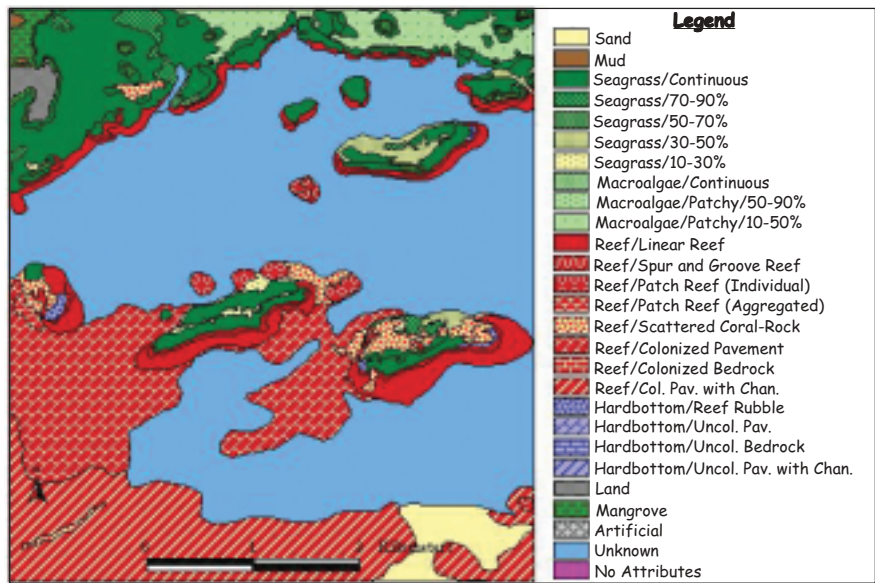 Legend
Sand
Mud
Seagrass/Continuous
Seagrass/70-90%
Seagrass/50-70%
Seagrass/30-50%
Seagrass/10-30%
Macroalgae/Continuous
Macroalgae/Patchy/50-90%
Macroalgae/Patchy/10-50%
Reef/Linear Reef
Reef/Spur and Groove Reef
Reef/Patch Reef (Individual)
Reef/Patch Reef (Aggregated)
Reef/Scattered Coral-Rock
Reef/Colonized Pavement
Reef/Colonized Bedrock
Reef/Col. Pav. with Chan.
Hardbottom/Reef Rubble
Hardbottom/Uncol. Pav.
Hardbottom/Uncol. Bedrock
Hardbottom/Uncol. Pav. with Chan.
Land
Mangrove
Artificial
Unknown
No Attributes